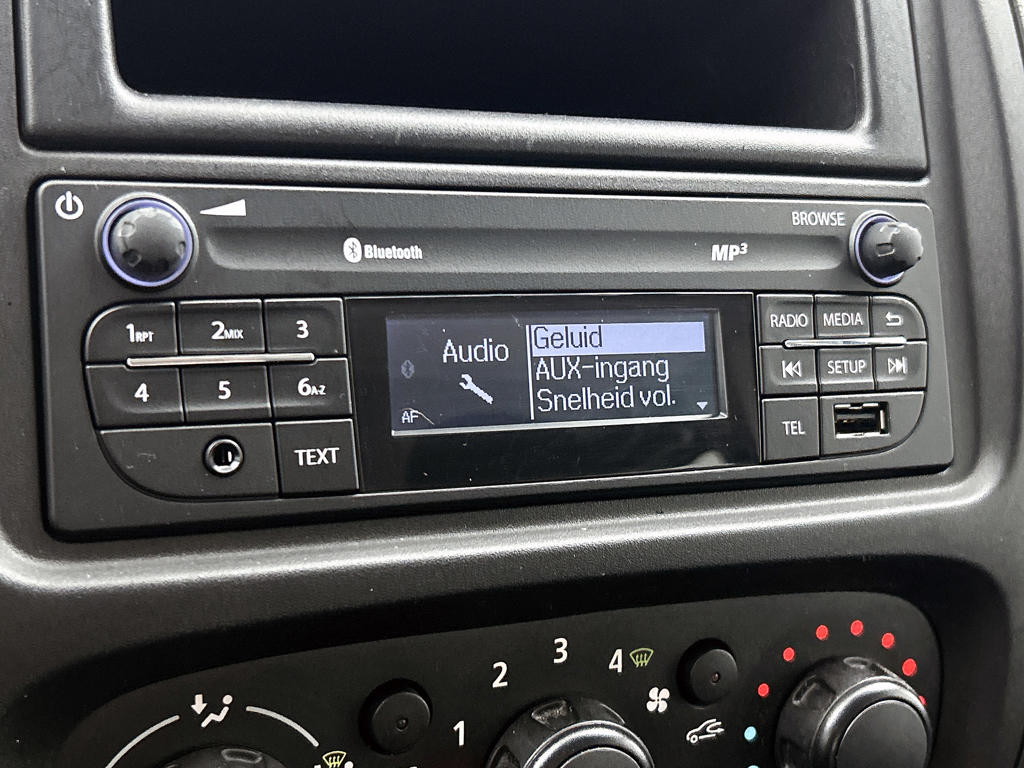 BROWSE
Bluetooth
MP3
1RPT
2MIX
3
4
5
6A-Z
TEXT
Audio
AF
Geluid
AUX-ingang
Snelheid vol.
RADIO
MEDIA
SETUP
TEL
1
2
3
4